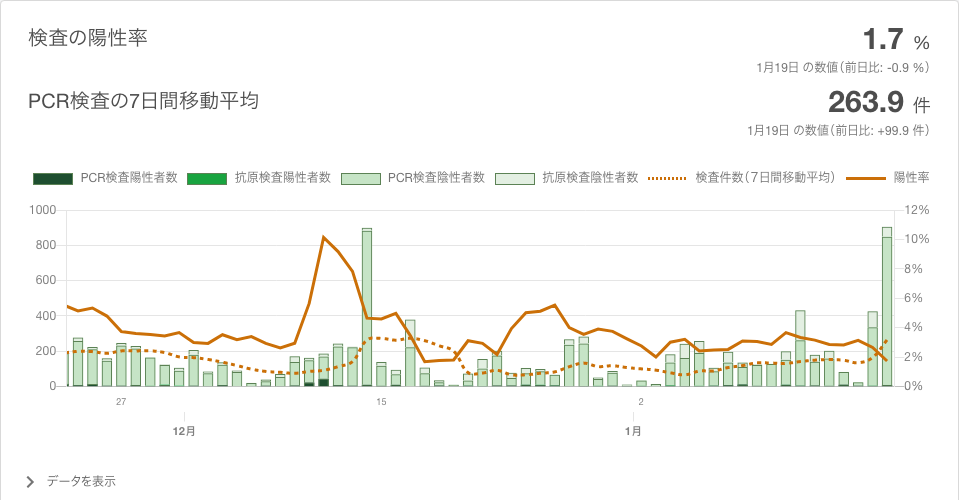 検査の陽性率
1.7 %
1月19日 の数値（前日比: -0.9 %）
PCR検査の7日間移動平均
263.9 件
1月19日 の数値（前日比: +99.9 件）
PCR検査陽性者数 抗原検査陽性者数 PCR検査陰性者数 抗原検査陰性者数 検査件数（7日間移動平均） 陽性率
1000 12%
10%
800
8%
600
6%
400
4%
200
2%
0 0%
27 15 2
12月 1月
データを表示